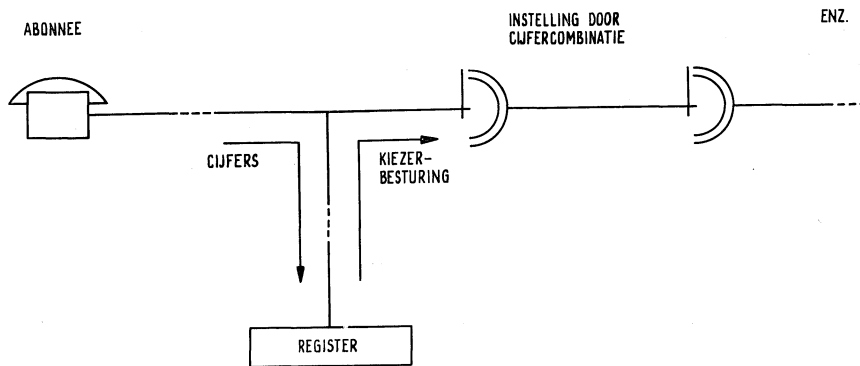 ABONNEE
INSTELLING DOOR
CIJFERCOMBINATIE
ENZ.
CIJFERS
KIEZER-
BESTURING
REGISTER